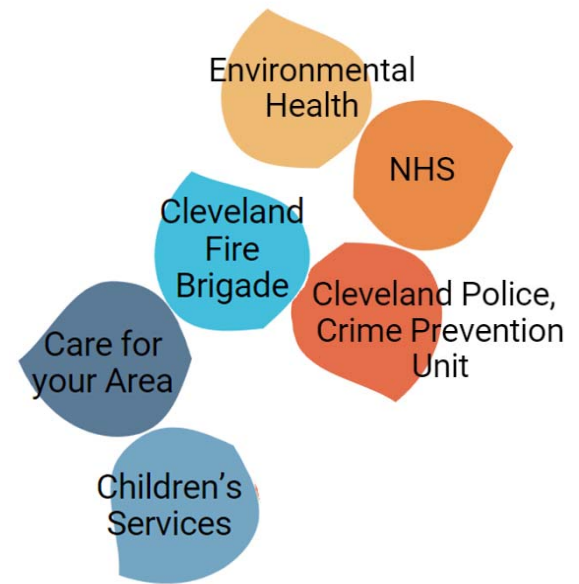 Environmental
Health
NHS
Cleveland
Fire
Brigade
Cleveland Police,
Crime Prevention
Unit
Care for
your Area
Children’s
Services